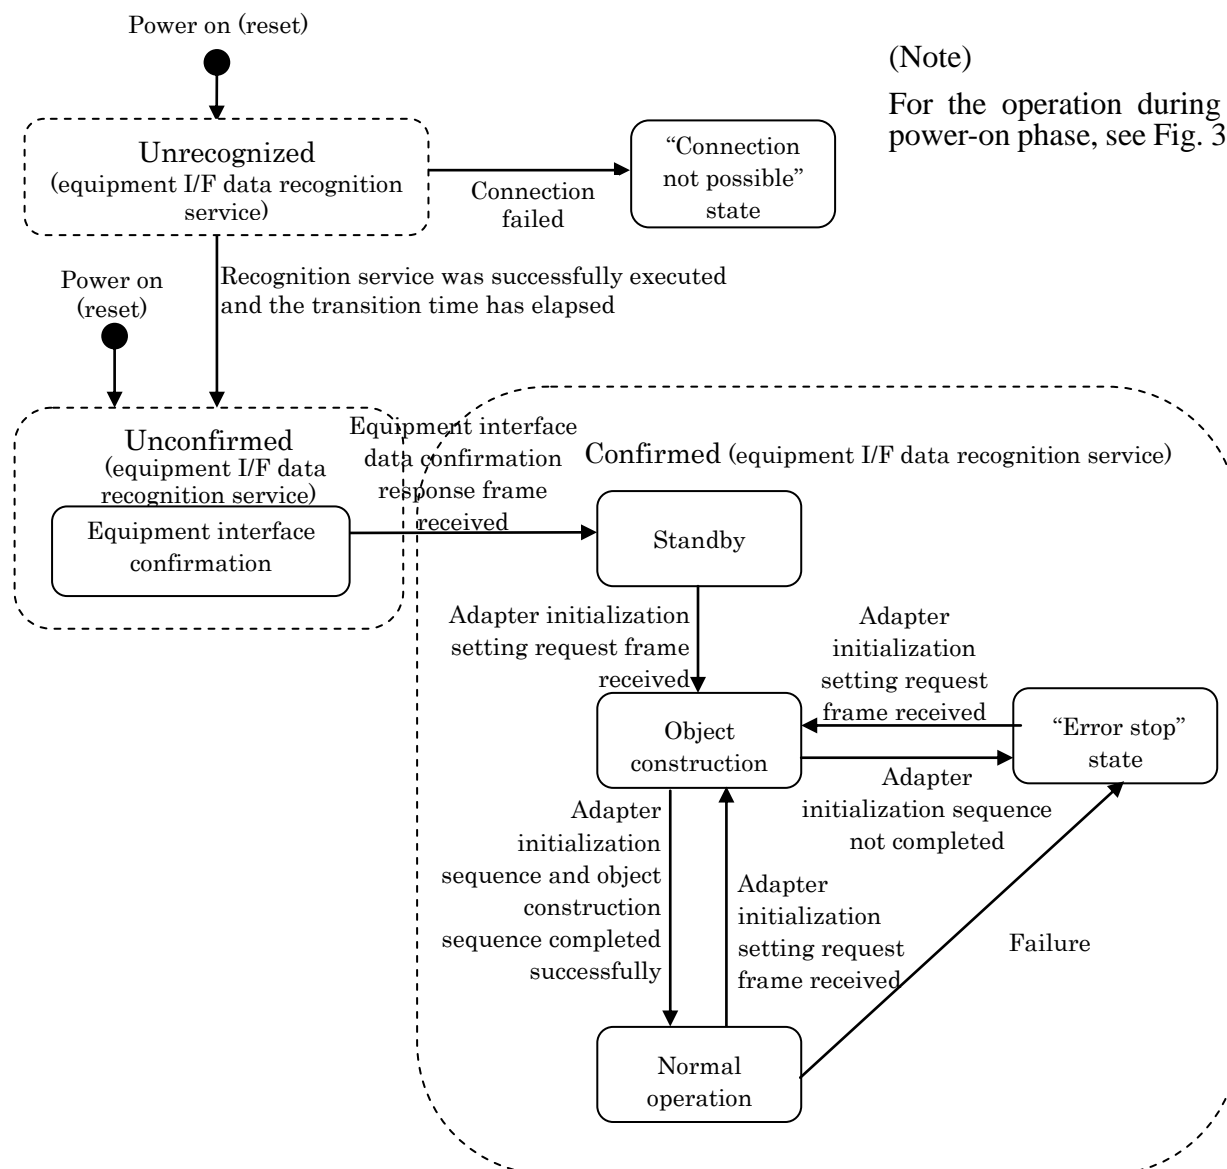 Power on (reset)
(Note)
For the operation during
power-on phase, see Fig. 3
Unrecognized
(equipment I/F data recognition
service)
“Connection
not possible”
state
Connection
failed
Power on
(reset)
Recognition service was successfully executed
and the transition time has elapsed
Unconfirmed
(equipment I/F data
recognition service)
Equipment interface
confirmation
Equipment interface
data confirmation
response frame
received
Confirmed (equipment I/F data recognition service)
Standby
Adapter initialization
setting request frame
received
Adapter
initialization
setting request
frame received
Object
construction
“Error stop”
state
Adapter
initialization sequence
not completed
Adapter
initialization
sequence and object
construction
sequence completed
successfully
Adapter
initialization
setting request
frame received
Failure
Normal
operation